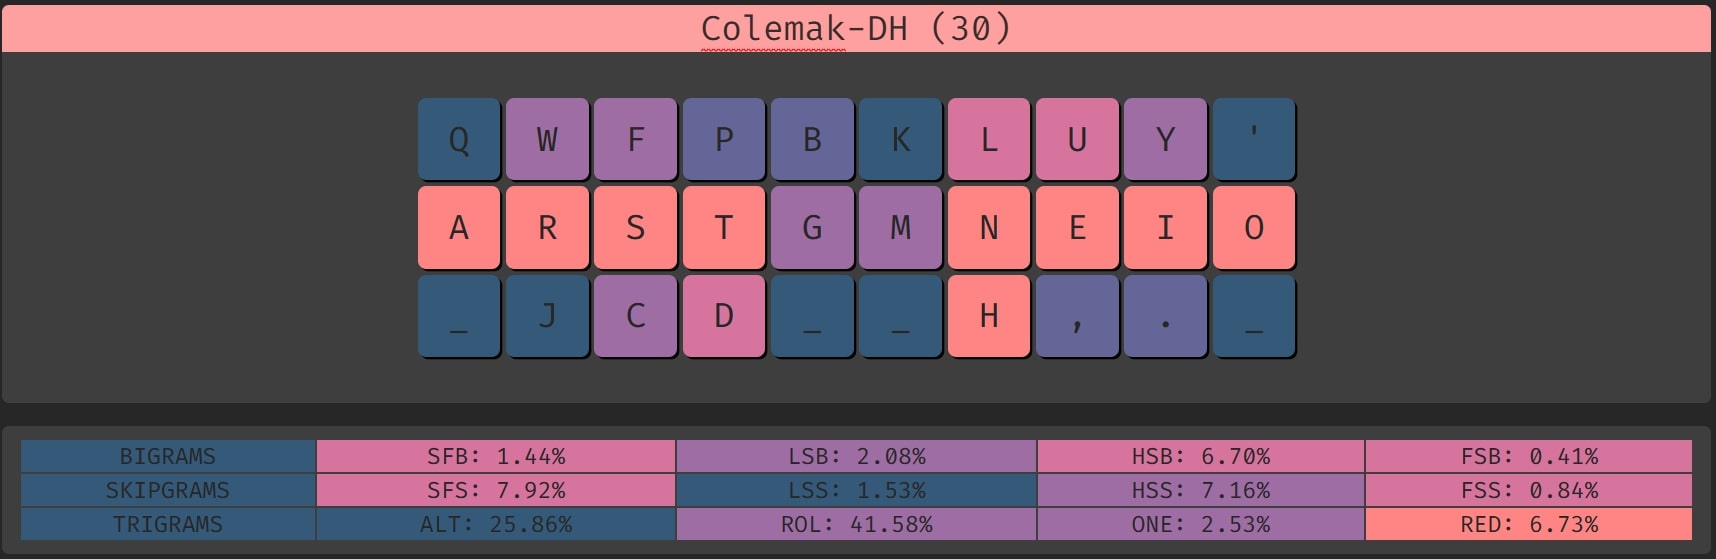 Colemak-DH (30)
Q W F P B K L U Y '
A R S T G M N E I O
_ J C D _ _ H , . _
BIGRAMS SFB: 1.44% LSB: 2.08% HSB: 6.70% FSB: 0.41%
SKIPGRAMS SFS: 7.92% LSS: 1.53% HSS: 7.16% FSS: 0.84%
TRIGRAMS ALT: 25.86% ROL: 41.58% ONE: 2.53% RED: 6.73%